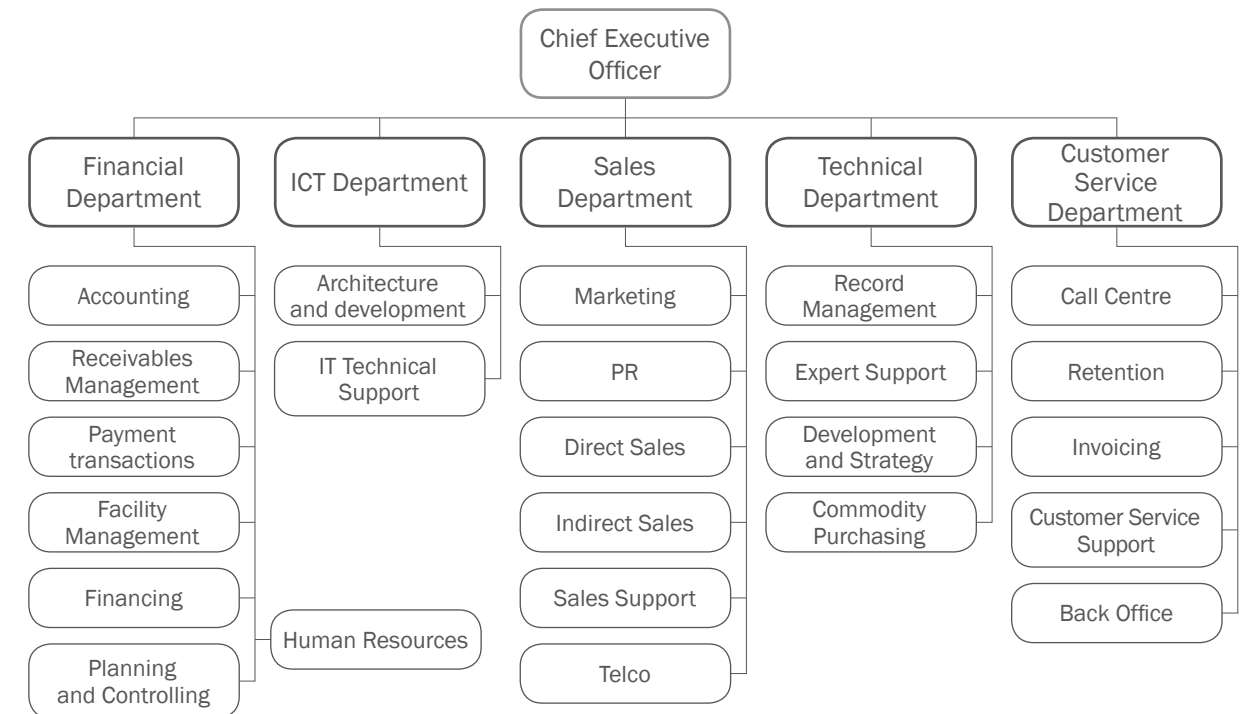 Chief Executive
Officer
Financial
Department
ICT Department
Sales
Department
Technical
Department
Customer
Service
Department
Accounting
Receivables
Management
Payment
transactions
Facility
Management
Financing
Planning
and Controlling
Human Resources
Architecture
and development
IT Technical
Support
Marketing
PR
Direct Sales
Indirect Sales
Sales Support
Telco
Record
Management
Expert Support
Development
and Strategy
Commodity
Purchasing
Call Centre
Retention
Invoicing
Customer Service
Support
Back Office